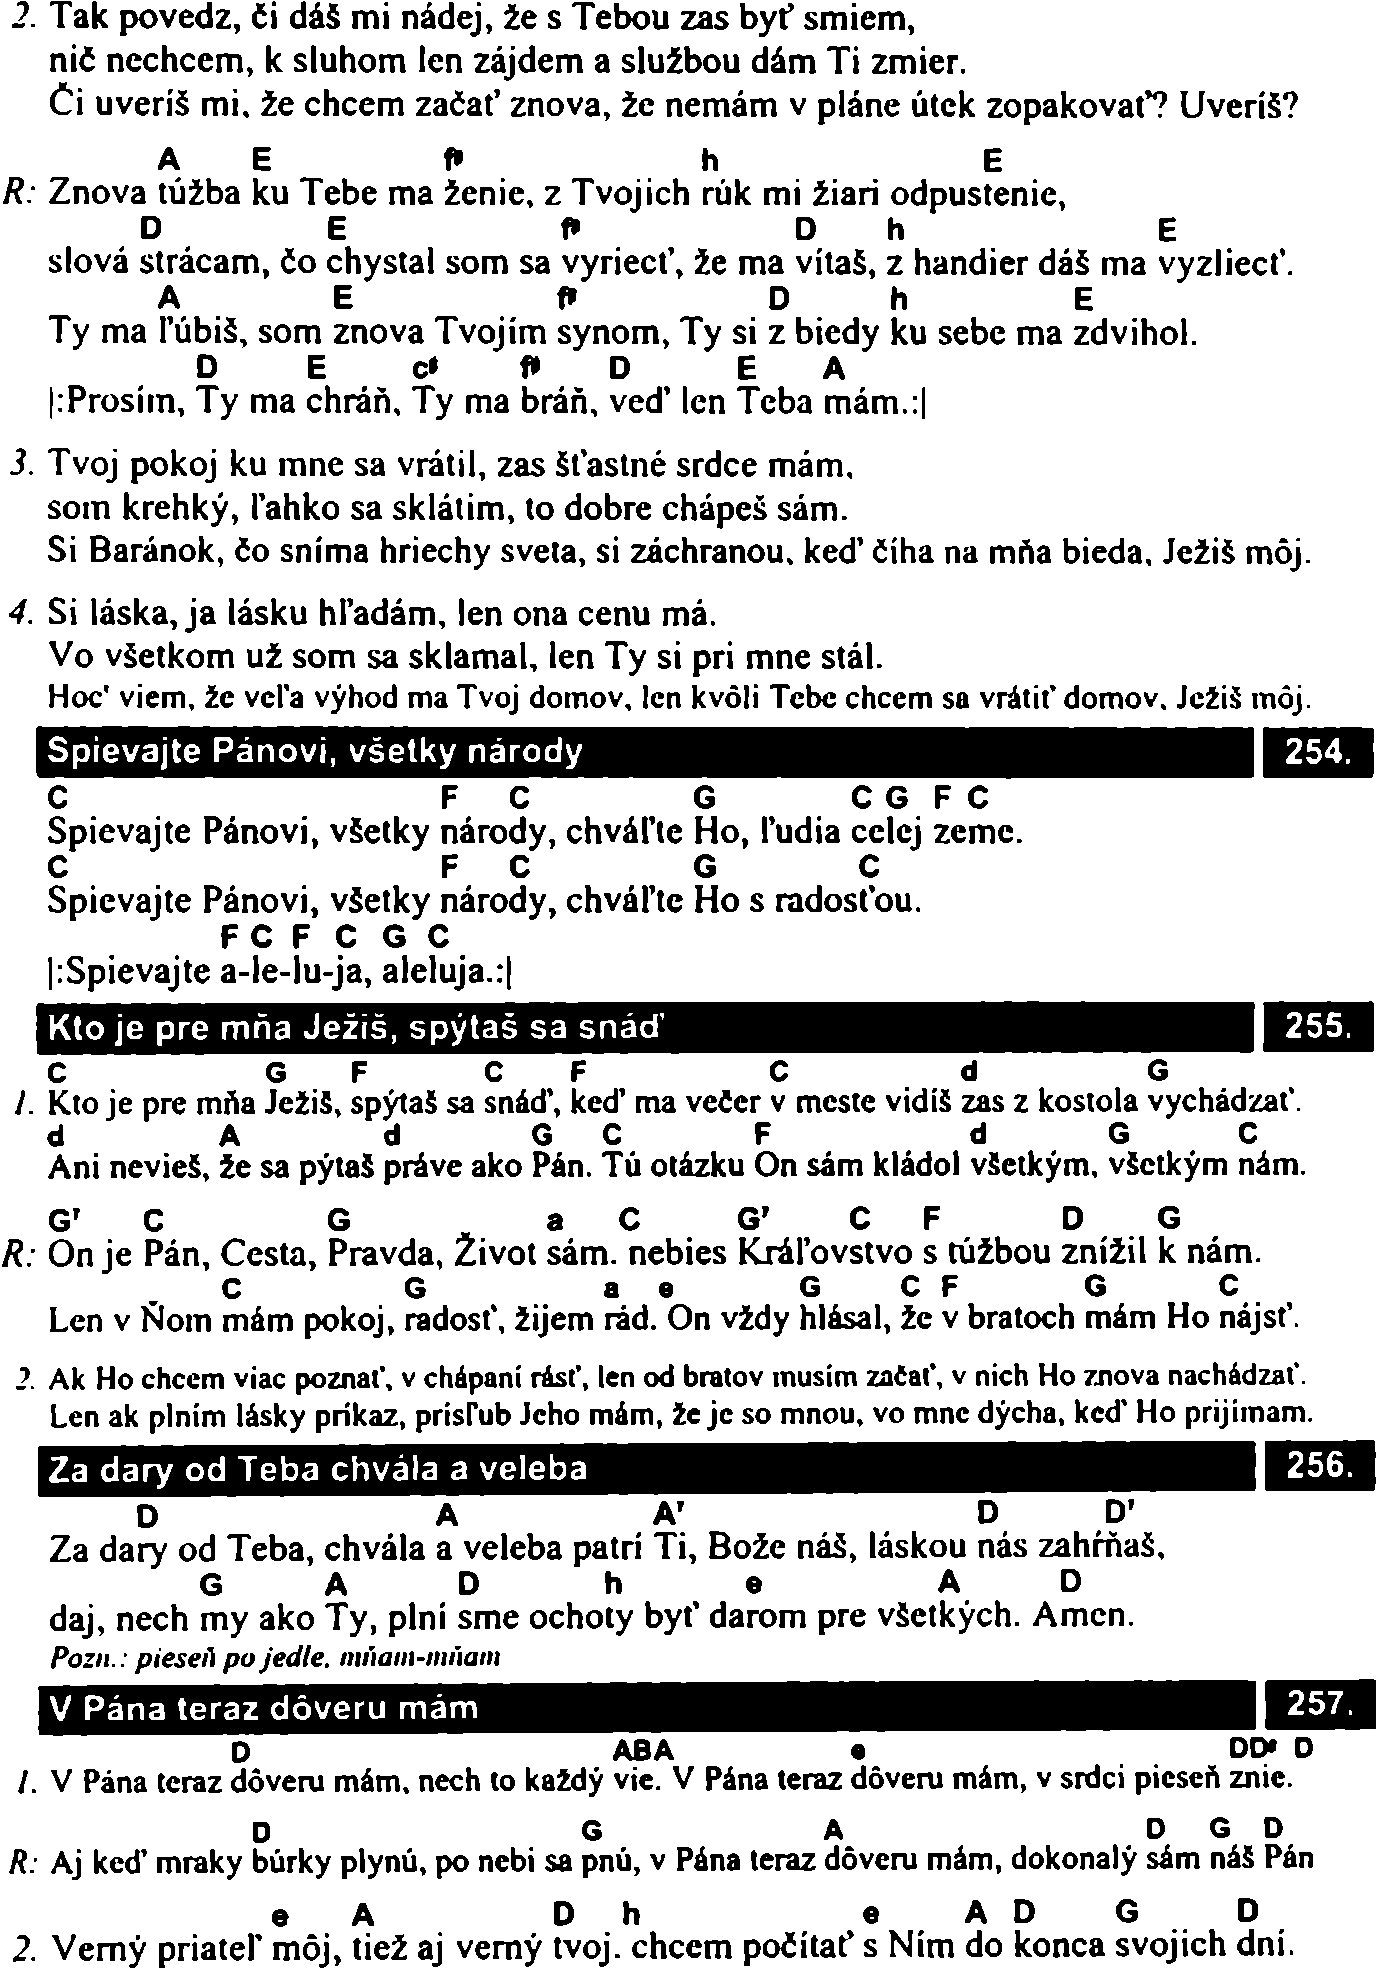 2. Tak povedz, či dáš mi nádej, že s Tebou zas byť smiem,
nič nechcem, k sluhom len zájdem a službou dám Ti zmier.
Či uveríš mi, že chcem začať znova, že nemám v pláne útek zopakovať? Uveríš?
A E f# h E
R: Znova túžba ku Tebe ma ženie, z Tvojich rúk mi žiari odpustenie,
D E f# D h E
slová strácam, čo chystal som sa vyriecť, že ma vítaš, z handier dáš ma vyzliecť.
A E f# D h E
Ty ma ľúbiš, som znova Tvojím synom, Ty si z biedy ku sebe ma zdvihol.
D E c# f# D E A
|:Prosím, Ty ma chráň, Ty ma bráň, veď len Teba mám.:|
3. Tvoj pokoj ku mne sa vrátil, zas šťastné srdce mám,
som krehký, ľahko sa sklátim, to dobre chápeš sám.
Si Baránok, čo sníma hriechy sveta, si záchranou, keď číha na mňa bieda, Ježiš môj.
4. Si láska, ja lásku hľadám, len ona cenu má.
Vo všetkom už som sa sklamal, len Ty si pri mne stál.
Hoc' viem, že veľa výhod ma Tvoj domov, len kvôli Tebe chcem sa vrátiť domov, Ježiš môj.
Spievajte Pánovi, všetky národy 254.
C F C G C G F C
Spievajte Pánovi, všetky národy, chváľte Ho, ľudia celej zeme.
C F C G C
Spievajte Pánovi, všetky národy, chváľte Ho s radosťou.
F C F C G C
|:Spievajte a-le-lu-ja, aleluja.:|
Kto je pre mňa Ježiš, spýtaš sa snáď 255.
C G F C F C d G
1. Kto je pre mňa Ježiš, spýtaš sa snáď, keď ma večer v meste vidíš zas z kostola vychádzať.
d A d G C F d G C
Ani nevieš, že sa pýtaš práve ako Pán. Tú otázku On sám kládol všetkým, všetkým nám.
G7 C G a C G7 C F D G
R: On je Pán, Cesta, Pravda, Život sám. nebies Kráľovstvo s túžbou znížil k nám.
C G a e G C F G C
Len v Ňom mám pokoj, radosť, žijem rád. On vždy hlásal, že v bratoch mám Ho nájsť.
2. Ak Ho chcem viac poznať, v chápaní rásť, len od bratov musím začať, v nich Ho znova nachádzať.
Len ak plním lásky príkaz, prisľub Jeho mám, že je so mnou, vo mne dýcha, keď Ho prijímam.
Za dary od Teba chvála a veleba 256.
D A A7 D D7
Za dary od Teba, chvála a veleba patrí Ti, Bože náš, láskou nás zahŕňaš,
G A D h e A D
daj, nech my ako Ty, plní sme ochoty byť darom pre všetkých. Amen.
Pozn.: pieseň po jedle, mňam-mňam
V Pána teraz dôveru mám 257.
D ABA e DD# D
1. V Pána teraz dôveru mám, nech to každý vie. V Pána teraz dôveru mám, v srdci pieseň znie.
D G A D G D
R: Aj keď mraky búrky plynú, po nebi sa pnú, v Pána teraz dôveru mám, dokonalý sám náš Pán
e A D h e A D G D
2. Verný priateľ môj, tiež aj verný tvoj. chcem počítať s Ním do konca svojich dní.